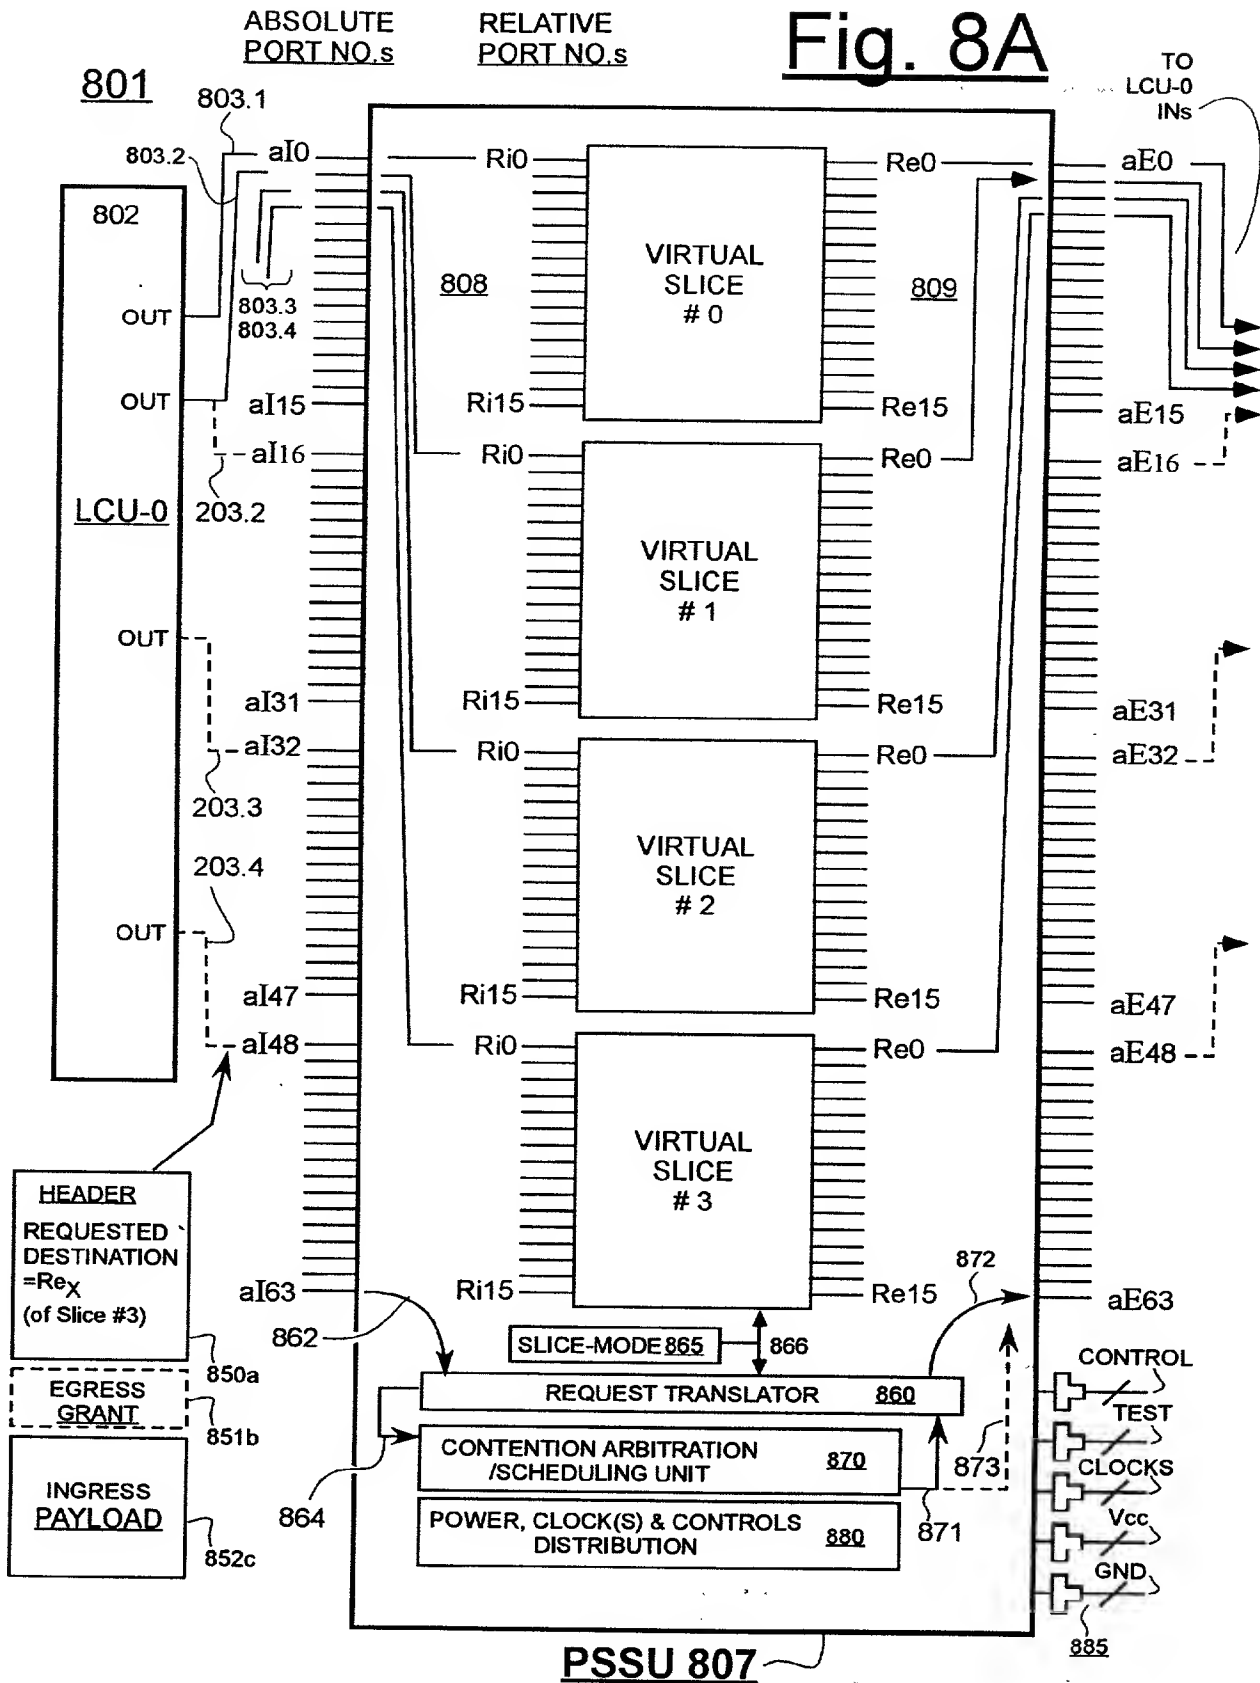 ABSOLUTE
PORT NO.s
RELATIVE
PORT NO.s
Fig. 8A
801
TO
LCU-0
INs
803.1
803.2
aI0
Ri0
Re0
aE0
802
VIRTUAL
SLICE
# 0
808
809
803.3
803.4
OUT
OUT
aI15
Ri15
Re15
aE15
aI16
Ri0
Re0
aE16
LCU-0
203.2
VIRTUAL
SLICE
# 1
OUT
aI31
Ri15
Re15
aE31
aI32
Ri0
Re0
aE32
203.3
203.4
VIRTUAL
SLICE
# 2
OUT
aI47
Ri15
Re15
aE47
aI48
Ri0
Re0
aE48
VIRTUAL
SLICE
# 3
HEADER
REQUESTED
DESTINATION
=ReX
(of Slice #3)
850a
aI63
Ri15
Re15
aE63
872
862
SLICE-MODE 865
866
REQUEST TRANSLATOR 860
CONTROL
EGRESS
GRANT
851b
CONTENTION ARBITRATION
/SCHEDULING UNIT
870
873
TEST
CLOCKS
INGRESS
PAYLOAD
852c
864
POWER, CLOCK(S) & CONTROLS
DISTRIBUTION
880
871
Vcc
GND
885
PSSU 807